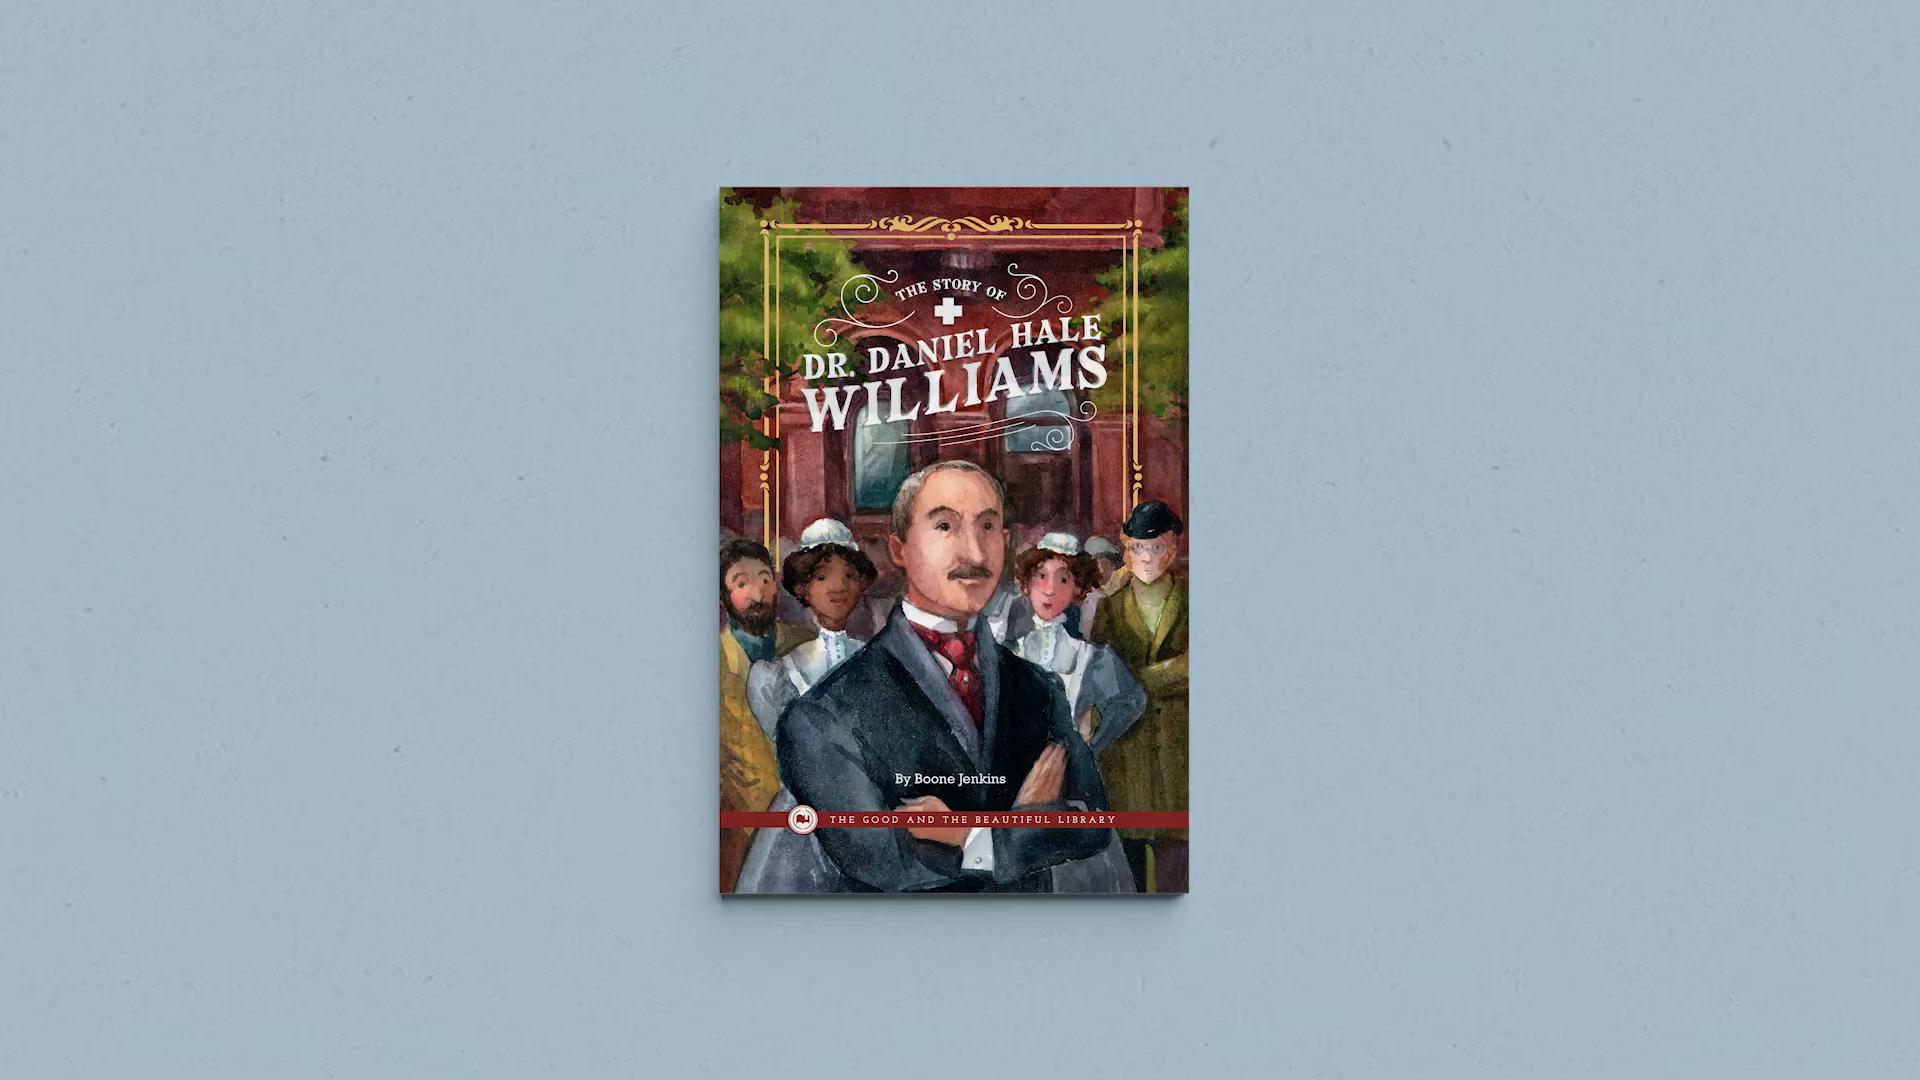 THE STORY OF
DR. DANIEL HALE
WILLIAMS
By Boone Jenkins
THE GOOD AND THE BEAUTIFUL LIBRARY